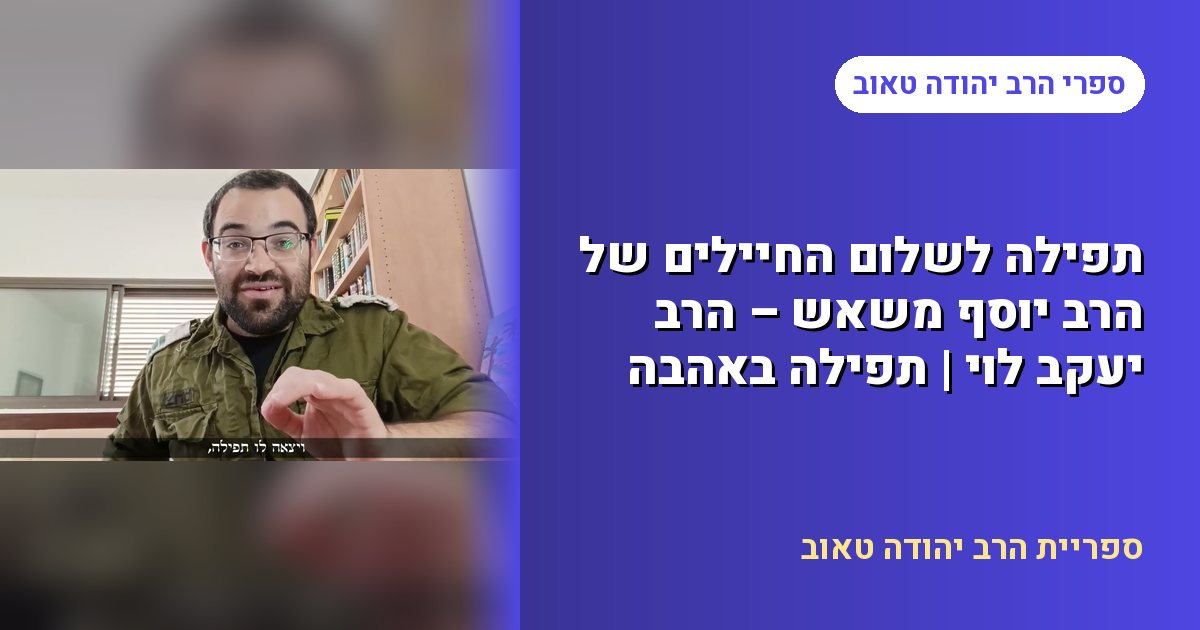 ספרי הרב יהודה טאוב
תפילה לשלום החיילים של
הרב יוסף משאש – הרב
יעקב לוי | תפילה באהבה
ויצאה לו תפילה,
ספריית הרב יהודה טאוב